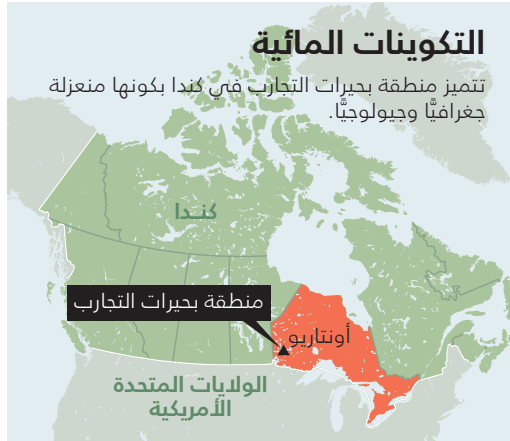 التكوينات المائية
تتميز منطقة بحيرات التجارب في كندا بكونها منعزلة
جغرافيًّا وجيولوجيًّا.
كنــدا
منطقة بحيرات التجارب
أونتاريو
الولايات المتحدة
الأمريكية